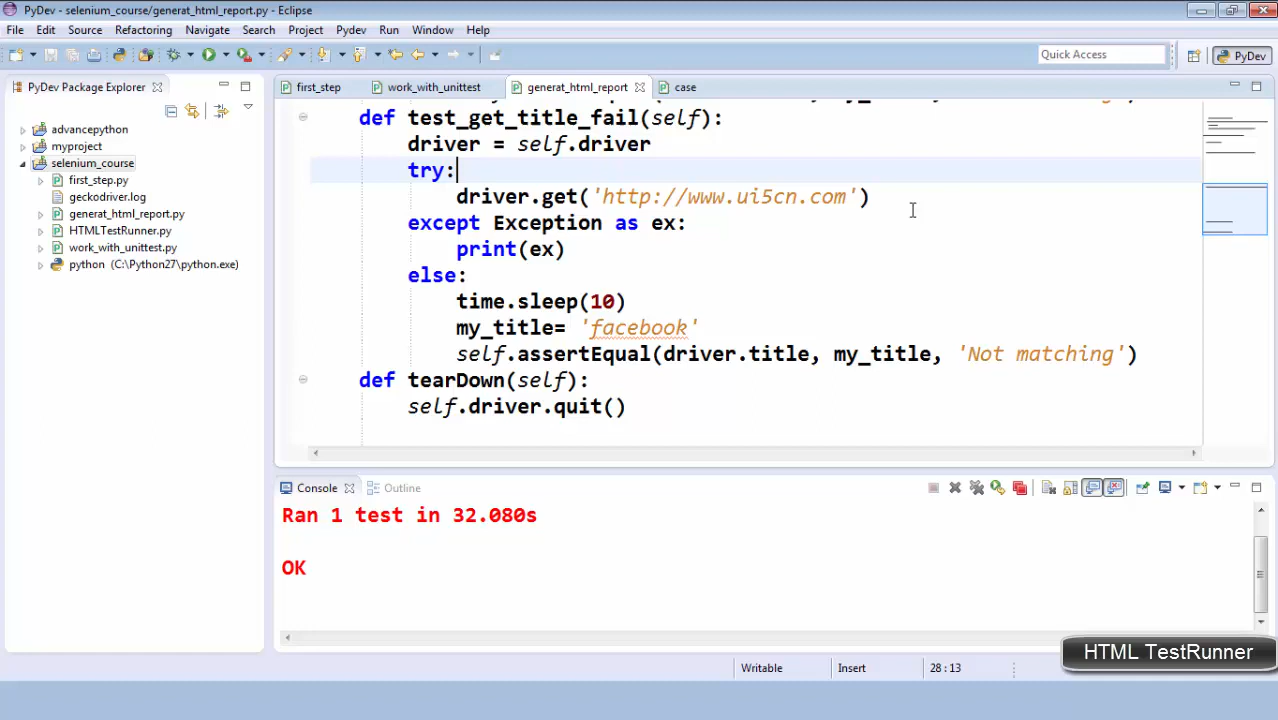 PyDev - selenium_course/generat_html_report.py - Eclipse
File Edit Source Refactoring Navigate Search Project Pydev Run Window Help
Quick Access
PyDev
PyDev Package Explorer
advancepython
myproject
selenium_course
first_step.py
geckodriver.log
generat_html_report.py
HTMLTestRunner.py
work_with_unittest.py
python (C:\Python27\python.exe)
first_step work_with_unittest generat_html_report case
def test_get_title_fail(self):
driver = self.driver
try:
driver.get('http://www.ui5cn.com')
except Exception as ex:
print(ex)
else:
time.sleep(10)
my_title= 'facebook'
self.assertEqual(driver.title, my_title, 'Not matching')
def tearDown(self):
self.driver.quit()
Console Outline
Ran 1 test in 32.080s
OK
HTML TestRunner
Writable Insert 28 : 13